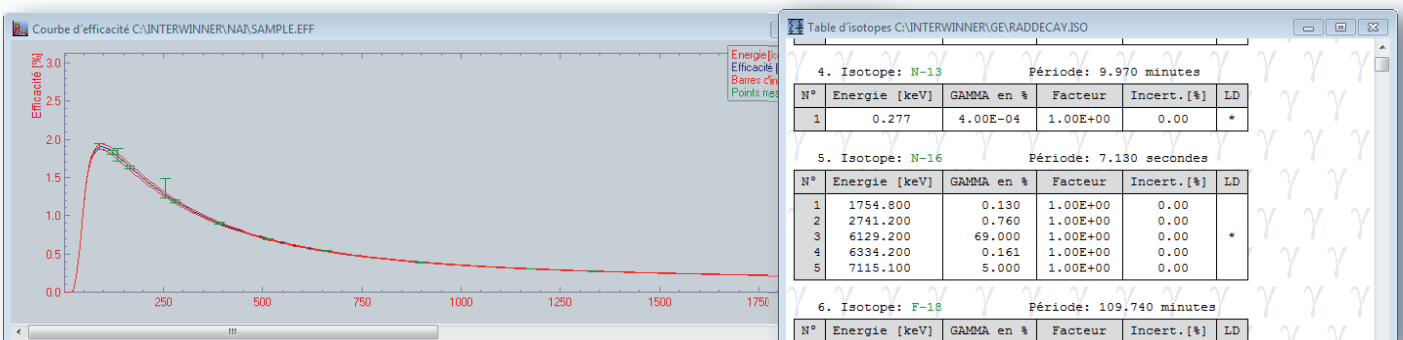 Courbe d'efficacité C:\INTERWINNER\NAI\SAMPLE.EFF
Efficacité [%]
3.0
2.5
2.0
1.5
1.0
0.5
0.0
250
500
750
1000
1250
1500
1750
Energie
Efficacité
Barres
Points
Table d'isotopes C:\INTERWINNER\GE\RADDECAY.ISO
4. Isotope: N-13 Période: 9.970 minutes
N° Energie [keV] GAMMA en % Facteur Incert.[%] LD
1 0.277 4.00E-04 1.00E+00 0.00 *
5. Isotope: N-16 Période: 7.130 secondes
N° Energie [keV] GAMMA en % Facteur Incert.[%] LD
1 1754.800 0.130 1.00E+00 0.00
2 2741.200 0.760 1.00E+00 0.00
3 6129.200 69.000 1.00E+00 0.00 *
4 6334.200 0.161 1.00E+00 0.00
5 7115.100 5.000 1.00E+00 0.00
6. Isotope: F-18 Période: 109.740 minutes
N° Energie [keV] GAMMA en % Facteur Incert.[%] LD